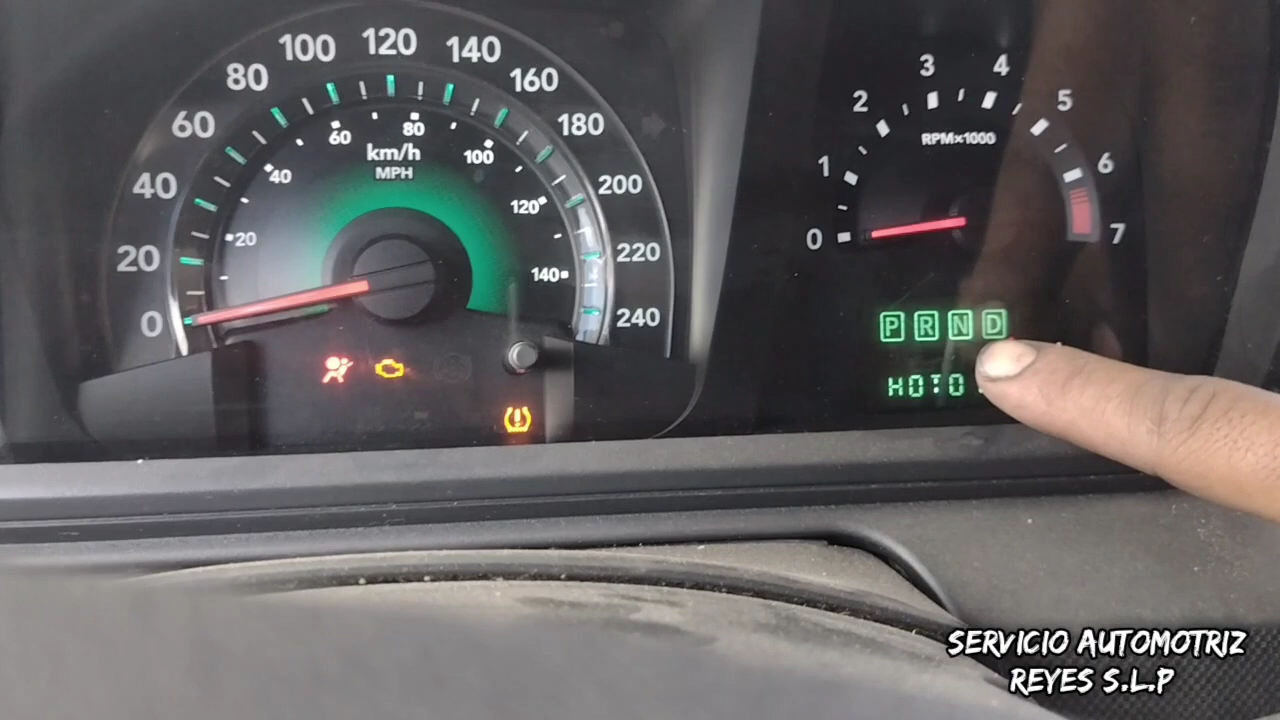 0 20 40 60 80 100 120 140 160 180 200 220 240
20 40 60 80 100 120 140
km/h
MPH
0 1 2 3 4 5 6 7
RPM×1000
P R N D
SERVICIO AUTOMOTRIZ
REYES S.L.P